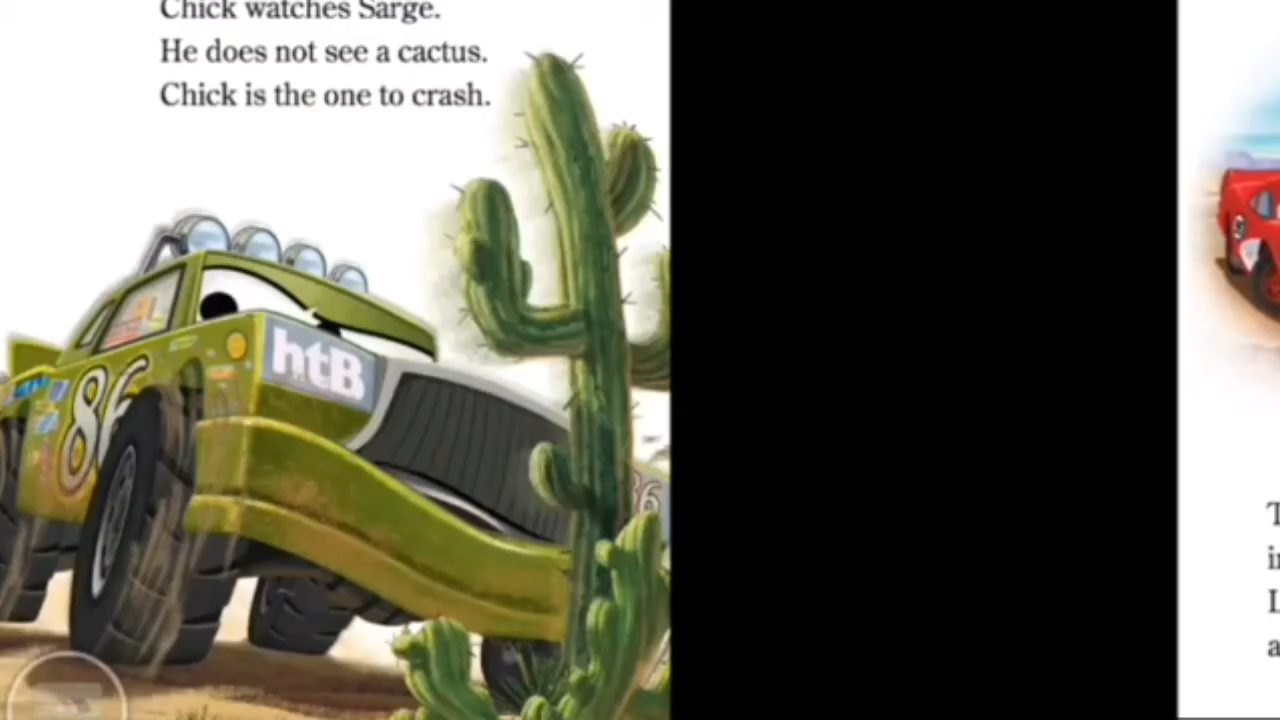 Chick watches Sarge.
He does not see a cactus.
Chick is the one to crash.
htB
86